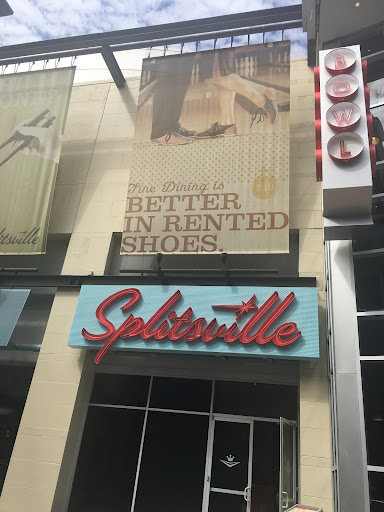 BOWL
Fine Dining is
BETTER
IN RENTED
SHOES.
Splitsville